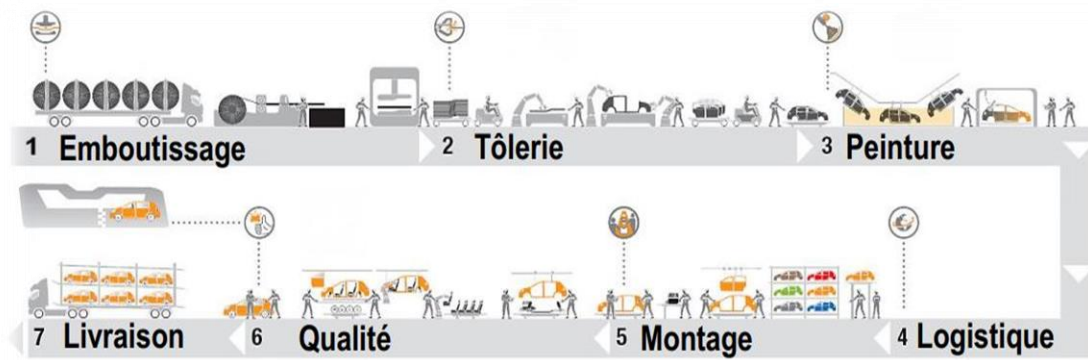 1 Emboutissage
2 Tôlerie
3 Peinture
4 Logistique
5 Montage
6 Qualité
7 Livraison